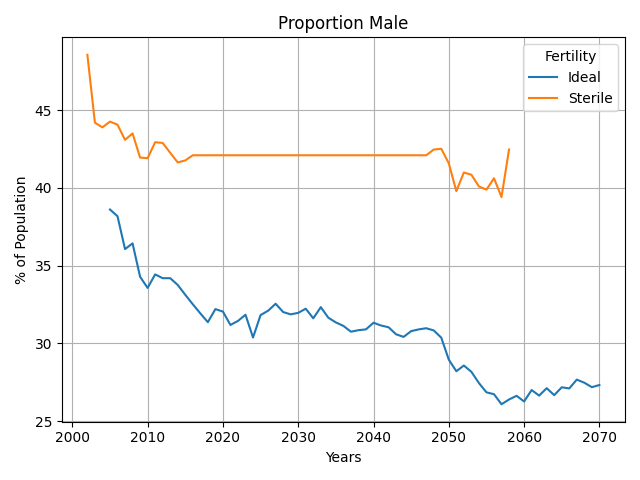 Proportion Male
Fertility
Ideal
Sterile
% of Population
45
40
35
30
25
2000 2010 2020 2030 2040 2050 2060 2070
Years